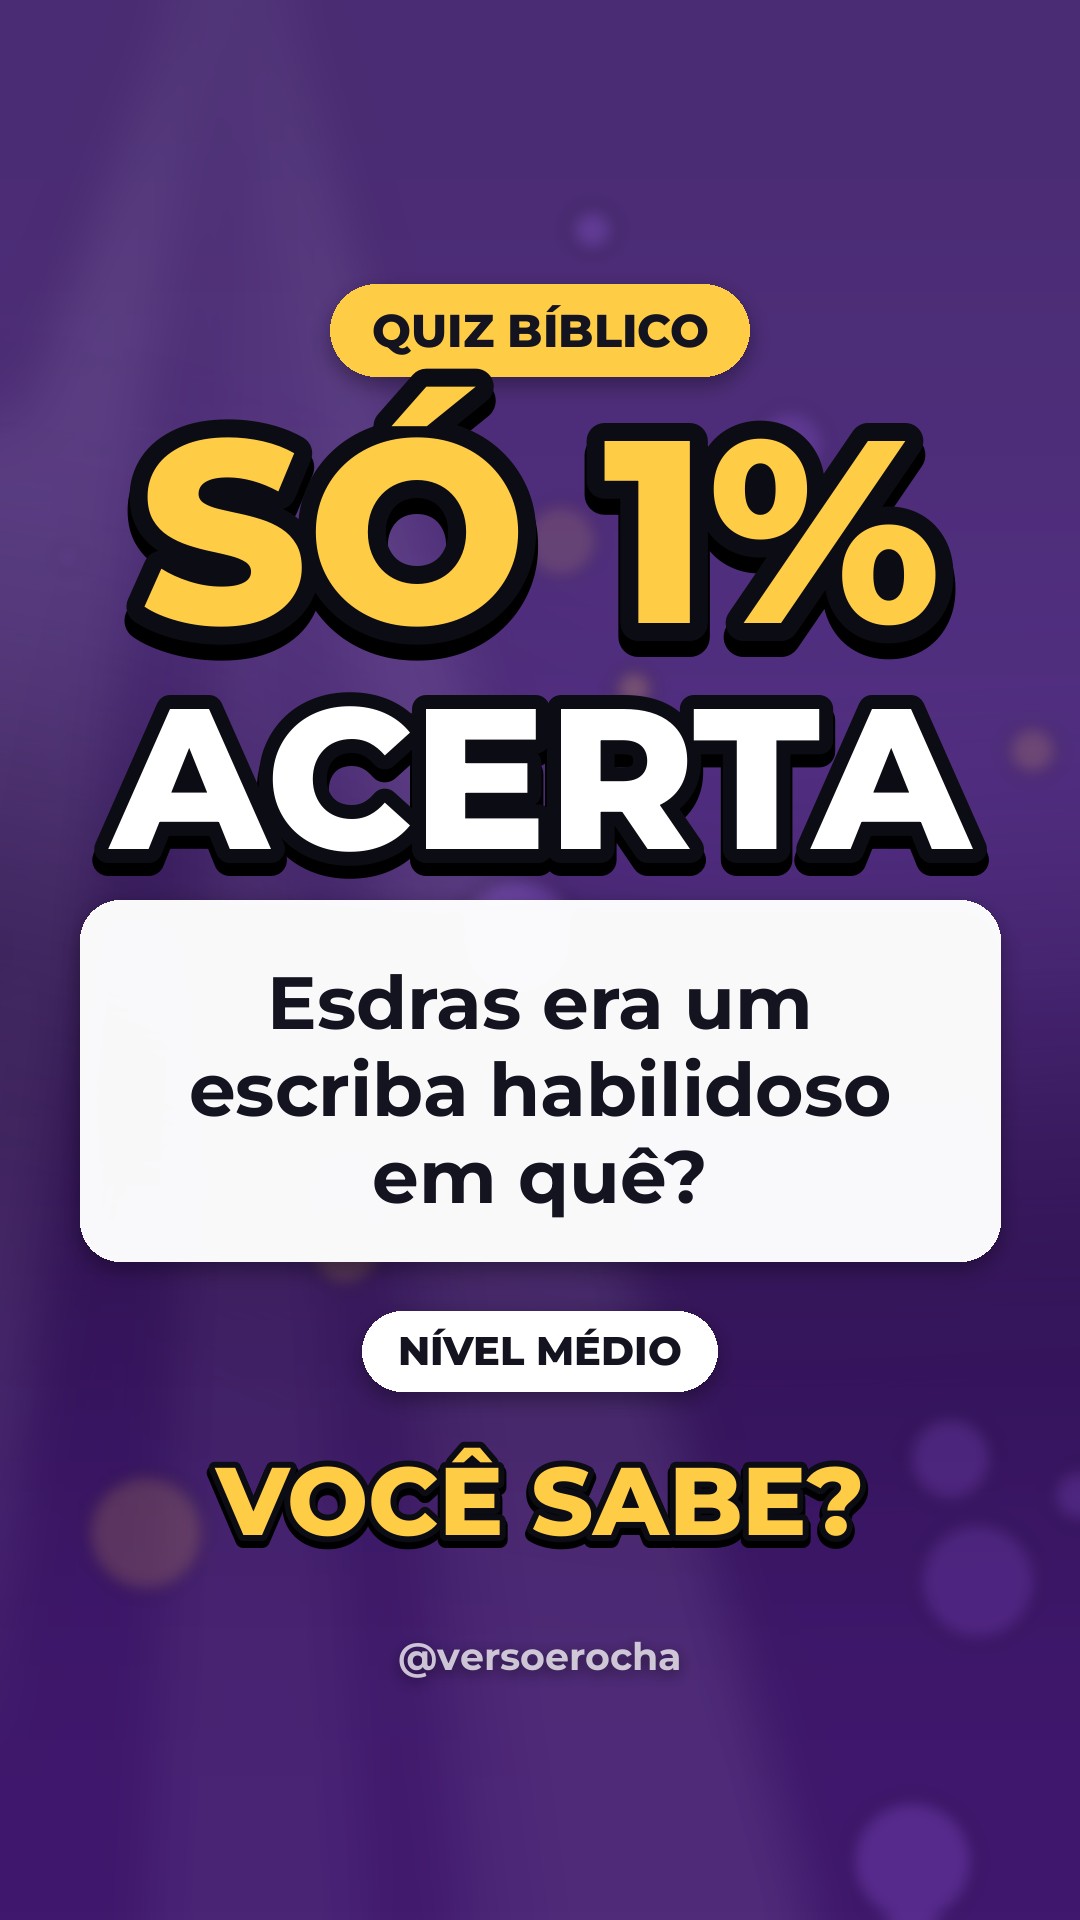 QUIZ BÍBLICO
SÓ 1%
ACERTA
Esdras era um
escriba habilidoso
em quê?
NÍVEL MÉDIO
VOCÊ SABE?
@versoerocha